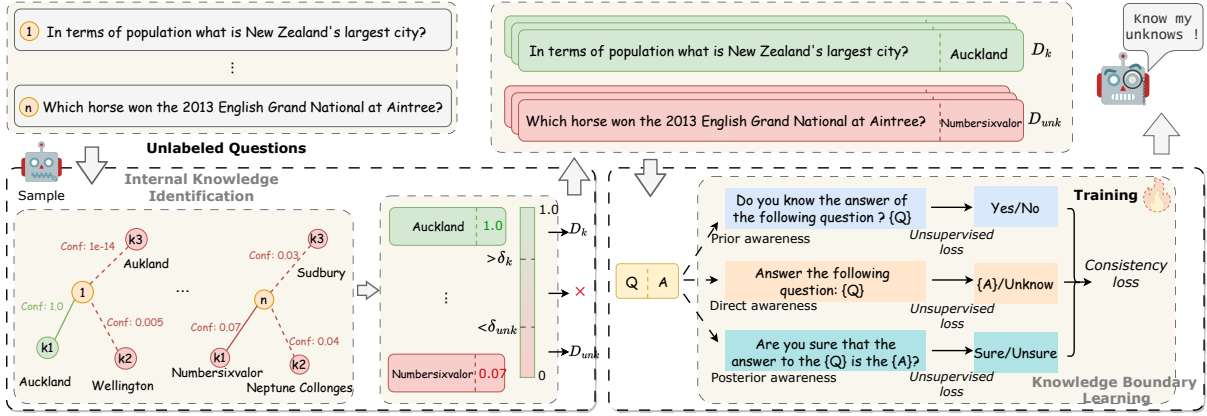 1 In terms of population what is New Zealand's largest city?
⋮
n Which horse won the 2013 English Grand National at Aintree?
Unlabeled Questions
In terms of population what is New Zealand's largest city? Auckland D_k
Which horse won the 2013 English Grand National at Aintree? Numbersixvalor D_unk
Know my
unknows !
Sample
Internal Knowledge
Identification
k3
Conf: 1e-14
Aukland
1
Conf: 1.0
Conf: 0.005
k1
k2
Auckland
Wellington
...
k3
Conf: 0.03
Sudbury
n
Conf: 0.07
Conf: 0.04
k1
k2
Numbersixvalor
Neptune Collonges
Auckland 1.0
⋮
Numbersixvalor 0.07
1.0
D_k
>δ_k
×
<δ_unk
D_unk
0
Q A
Training
Do you know the answer of
the following question ? {Q}
Prior awareness
Unsupervised
loss
Yes/No
Answer the following
question: {Q}
Direct awareness
Unsupervised
loss
{A}/Unknow
Are you sure that the
answer to the {Q} is the {A}?
Posterior awareness
Unsupervised
loss
Sure/Unsure
Consistency
loss
Knowledge Boundary
Learning